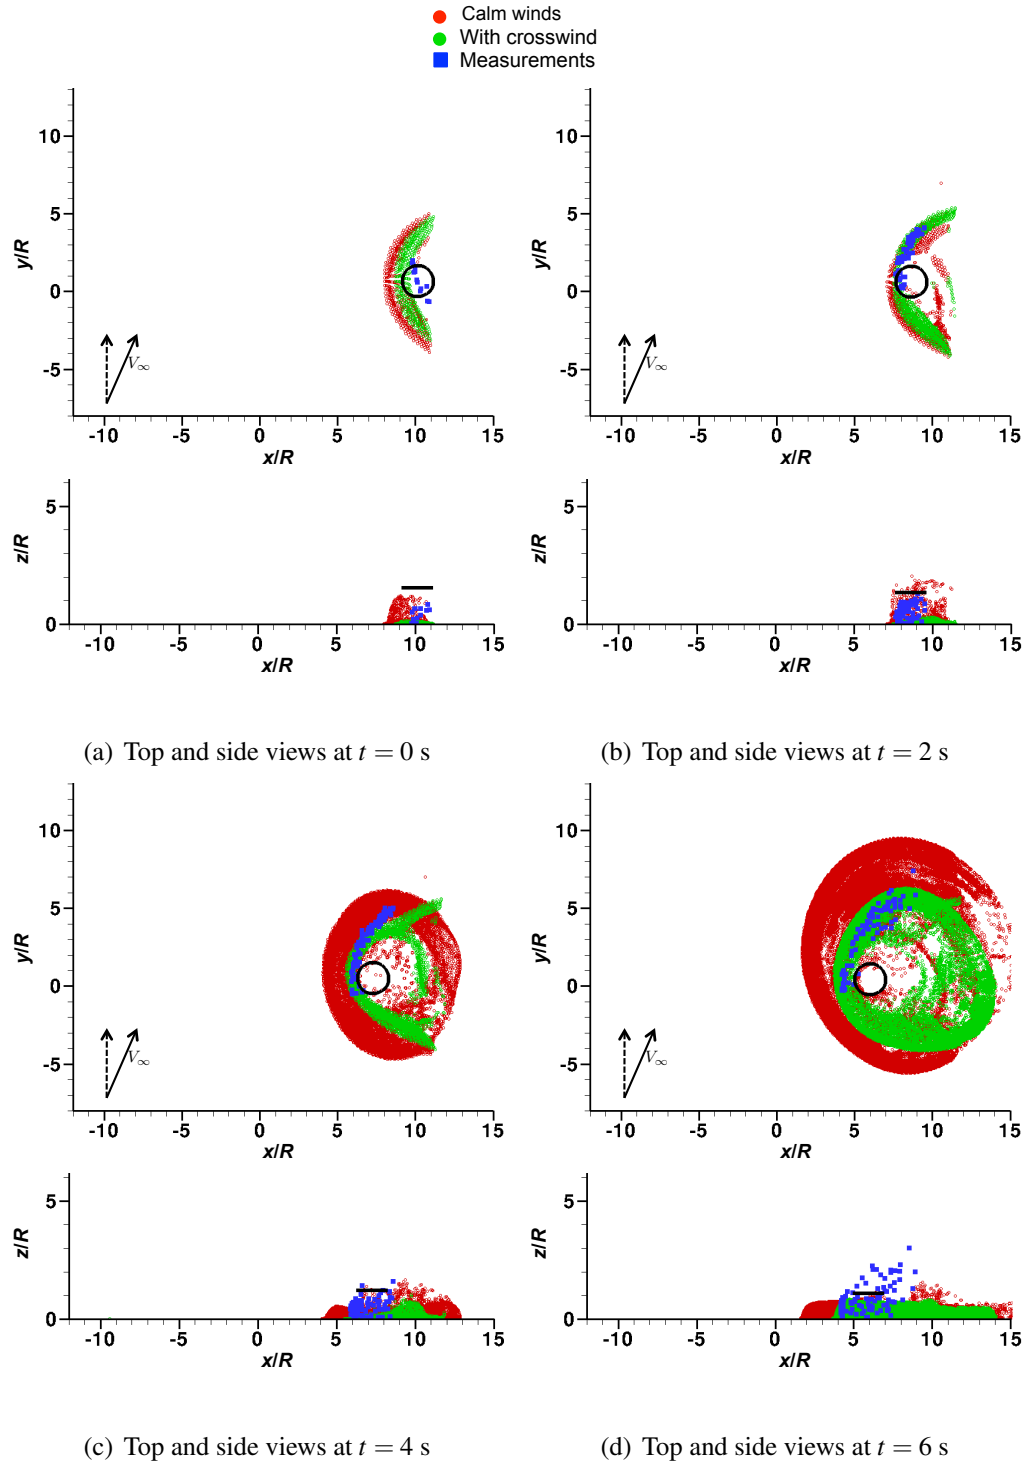 Calm winds
With crosswind
Measurements
10
5
0
-5
y/R
V∞
-10 -5 0 5 10 15
x/R
5
0
z/R
-10 -5 0 5 10 15
x/R
10
5
0
-5
y/R
V∞
-10 -5 0 5 10 15
x/R
5
0
z/R
-10 -5 0 5 10 15
x/R
(a) Top and side views at t = 0 s
(b) Top and side views at t = 2 s
10
5
0
-5
y/R
V∞
-10 -5 0 5 10 15
x/R
5
0
z/R
-10 -5 0 5 10 15
x/R
10
5
0
-5
y/R
V∞
-10 -5 0 5 10 15
x/R
5
0
z/R
-10 -5 0 5 10 15
x/R
(c) Top and side views at t = 4 s
(d) Top and side views at t = 6 s